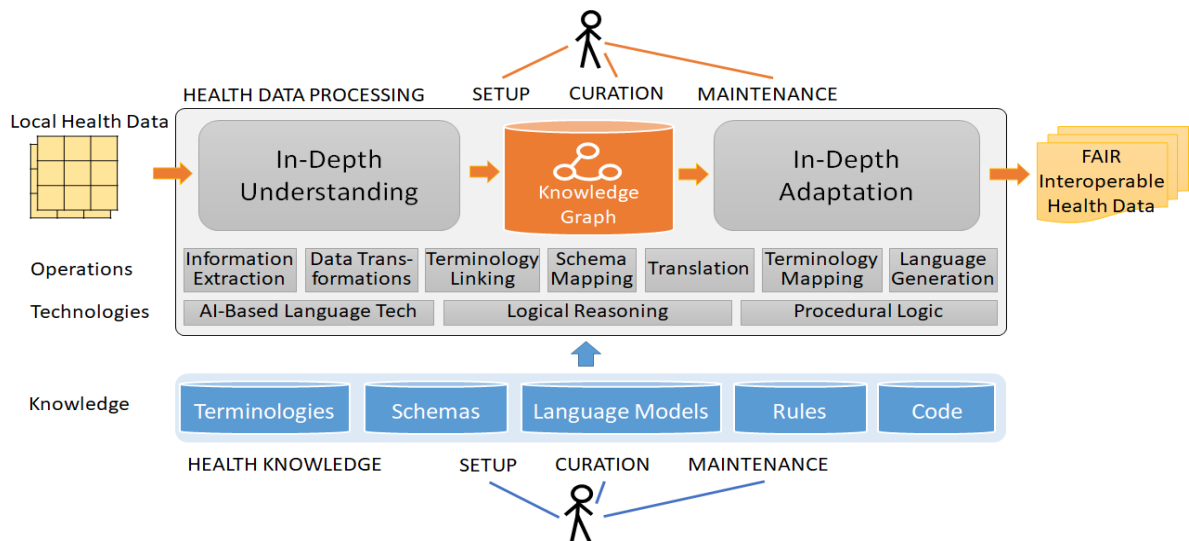 HEALTH DATA PROCESSING SETUP CURATION MAINTENANCE
Local Health Data
In-Depth
Understanding
Knowledge
Graph
In-Depth
Adaptation
FAIR
Interoperable
Health Data
Operations
Information
Extraction
Data Trans-
formations
Terminology
Linking
Schema
Mapping
Translation
Terminology
Mapping
Language
Generation
Technologies
AI-Based Language Tech
Logical Reasoning
Procedural Logic
Knowledge
Terminologies
Schemas
Language Models
Rules
Code
HEALTH KNOWLEDGE SETUP CURATION MAINTENANCE